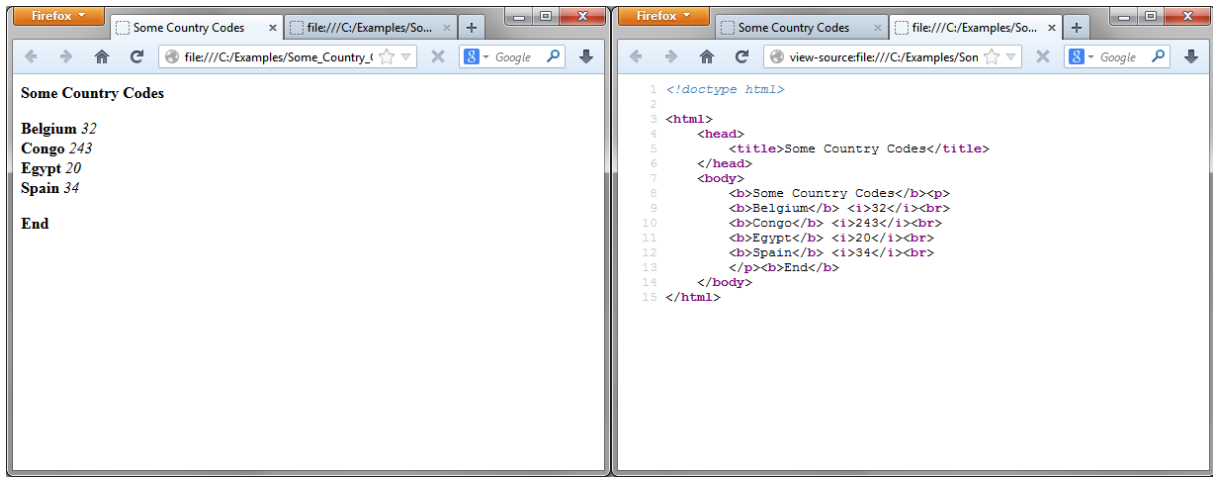 Firefox
Some Country Codes × file:///C:/Examples/So... × +
file:///C:/Examples/Some_Country_( 8 Google
Some Country Codes
Belgium 32
Congo 243
Egypt 20
Spain 34
End
Firefox
Some Country Codes × file:///C:/Examples/So... × +
view-source:file:///C:/Examples/Son 8 Google
1 <!doctype html>
2
3 <html>
4 <head>
5 <title>Some Country Codes</title>
6 </head>
7 <body>
8 <b>Some Country Codes</b><p>
9 <b>Belgium</b> <i>32</i><br>
10 <b>Congo</b> <i>243</i><br>
11 <b>Egypt</b> <i>20</i><br>
12 <b>Spain</b> <i>34</i><br>
13 </p><b>End</b>
14 </body>
15 </html>